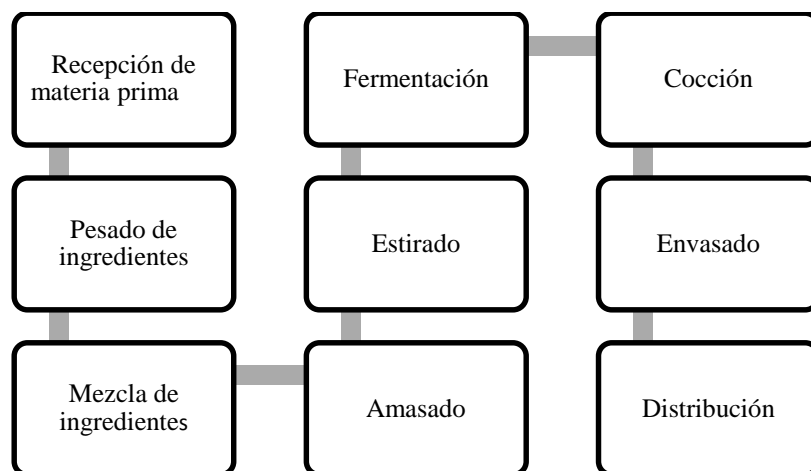 Recepción de
materia prima
Pesado de
ingredientes
Mezcla de
ingredientes
Amasado
Estirado
Fermentación
Cocción
Envasado
Distribución